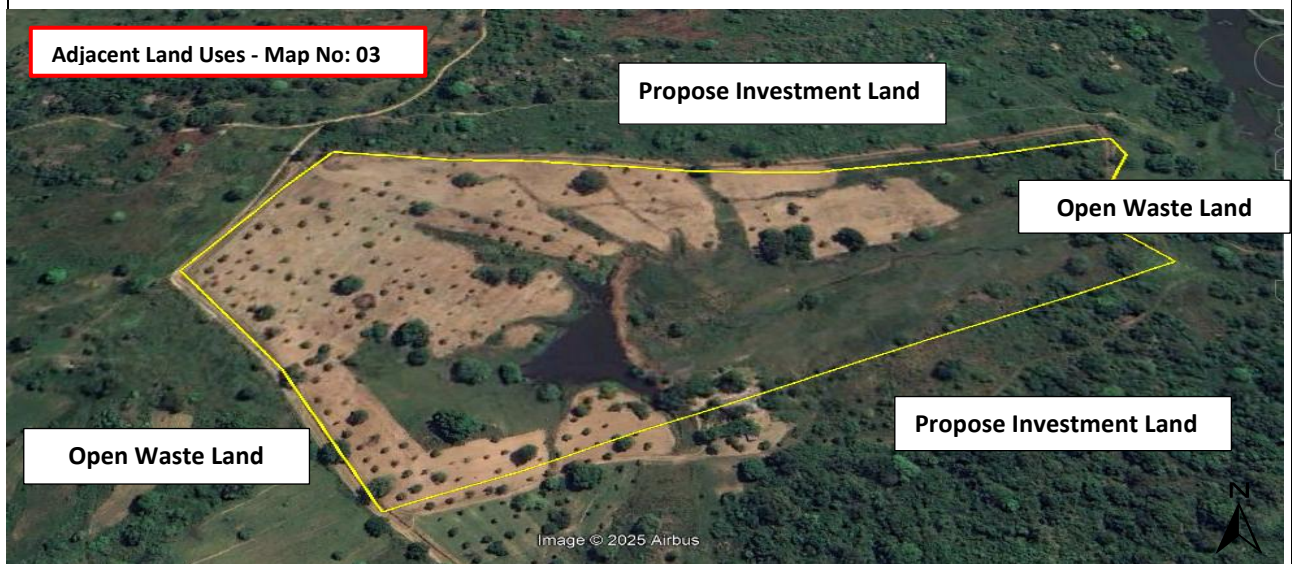 Adjacent Land Uses - Map No: 03
Propose Investment Land
Open Waste Land
Propose Investment Land
Open Waste Land
N
Image © 2025 Airbus